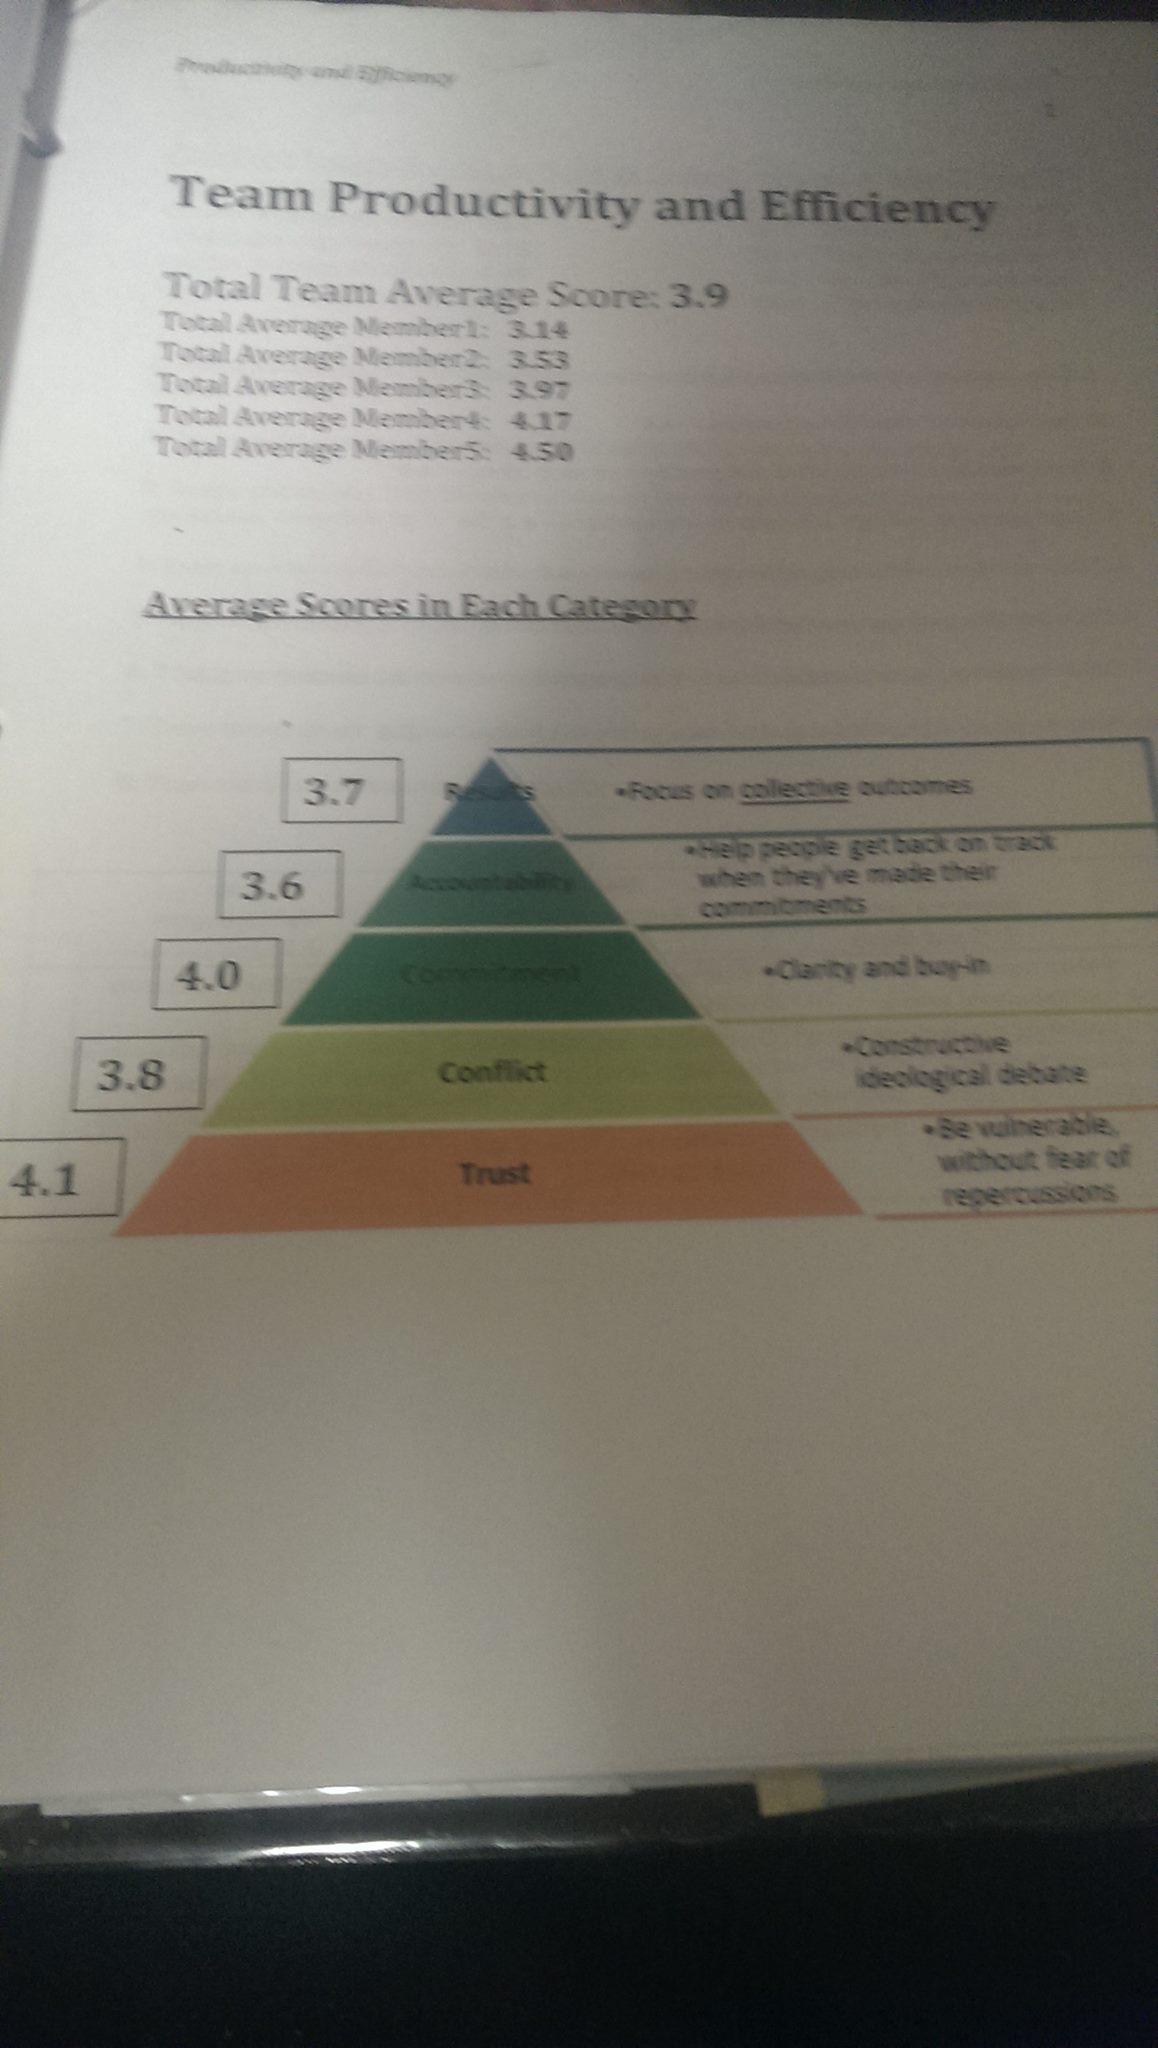 Productivity and Efficiency
1
Team Productivity and Efficiency
Total Team Average Score: 3.9
Total Average Member1: 3.14
Total Average Member2: 3.53
Total Average Member3: 3.97
Total Average Member4: 4.17
Total Average Member5: 4.50
Average Scores in Each Category
3.7 Results •Focus on collective outcomes
3.6 Accountability •Help people get back on track
when they've made their
commitments
4.0 Commitment •Clarity and buy-in
3.8 Conflict •Constructive
ideological debate
4.1 Trust •Be vulnerable,
without fear of
repercussions